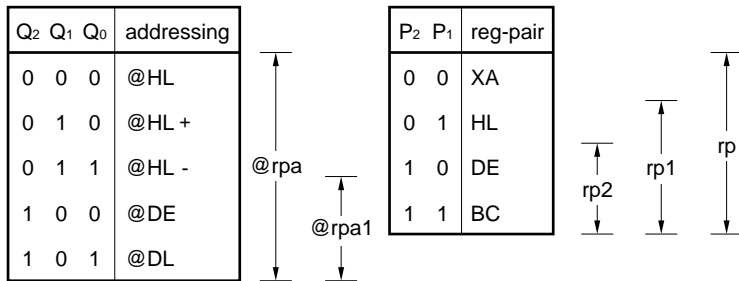 Q2 Q1 Q0 addressing
0 0 0 @HL
0 1 0 @HL +
0 1 1 @HL -
1 0 0 @DE
1 0 1 @DL
@rpa
@rpa1
P2 P1 reg-pair
0 0 XA
0 1 HL
1 0 DE
1 1 BC
rp2
rp1
rp